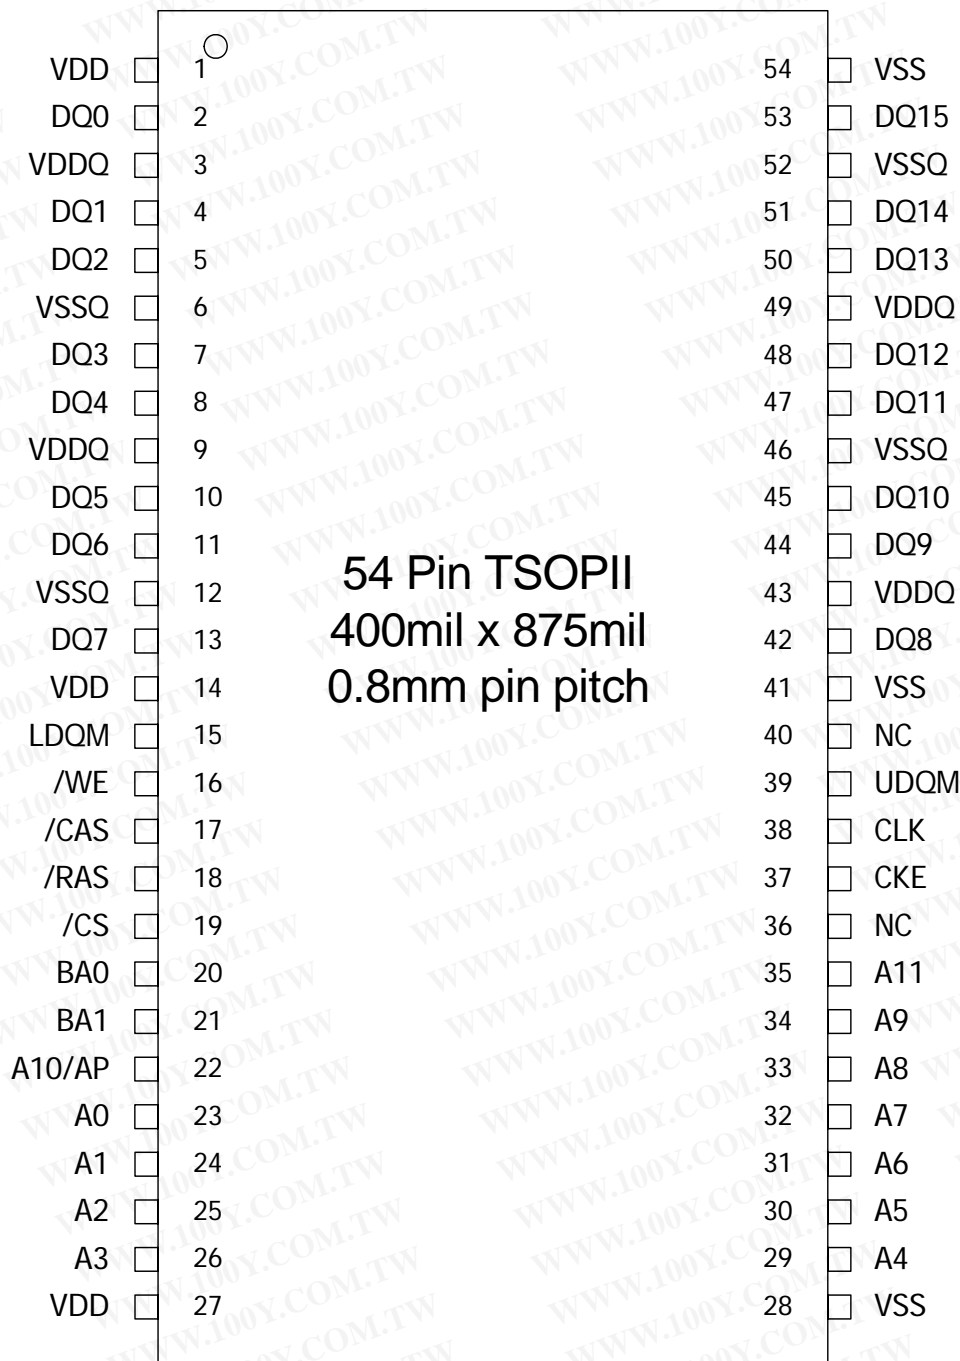 VDD 1 54 VSS
DQ0 2 53 DQ15
VDDQ 3 52 VSSQ
DQ1 4 51 DQ14
DQ2 5 50 DQ13
VSSQ 6 49 VDDQ
DQ3 7 48 DQ12
DQ4 8 47 DQ11
VDDQ 9 46 VSSQ
DQ5 10 45 DQ10
DQ6 11 44 DQ9
VSSQ 12 43 VDDQ
DQ7 13 42 DQ8
VDD 14 41 VSS
LDQM 15 40 NC
/WE 16 39 UDQM
/CAS 17 38 CLK
/RAS 18 37 CKE
/CS 19 36 NC
BA0 20 35 A11
BA1 21 34 A9
A10/AP 22 33 A8
A0 23 32 A7
A1 24 31 A6
A2 25 30 A5
A3 26 29 A4
VDD 27 28 VSS
54 Pin TSOPII
400mil x 875mil
0.8mm pin pitch
WWW.100Y.COM.TW